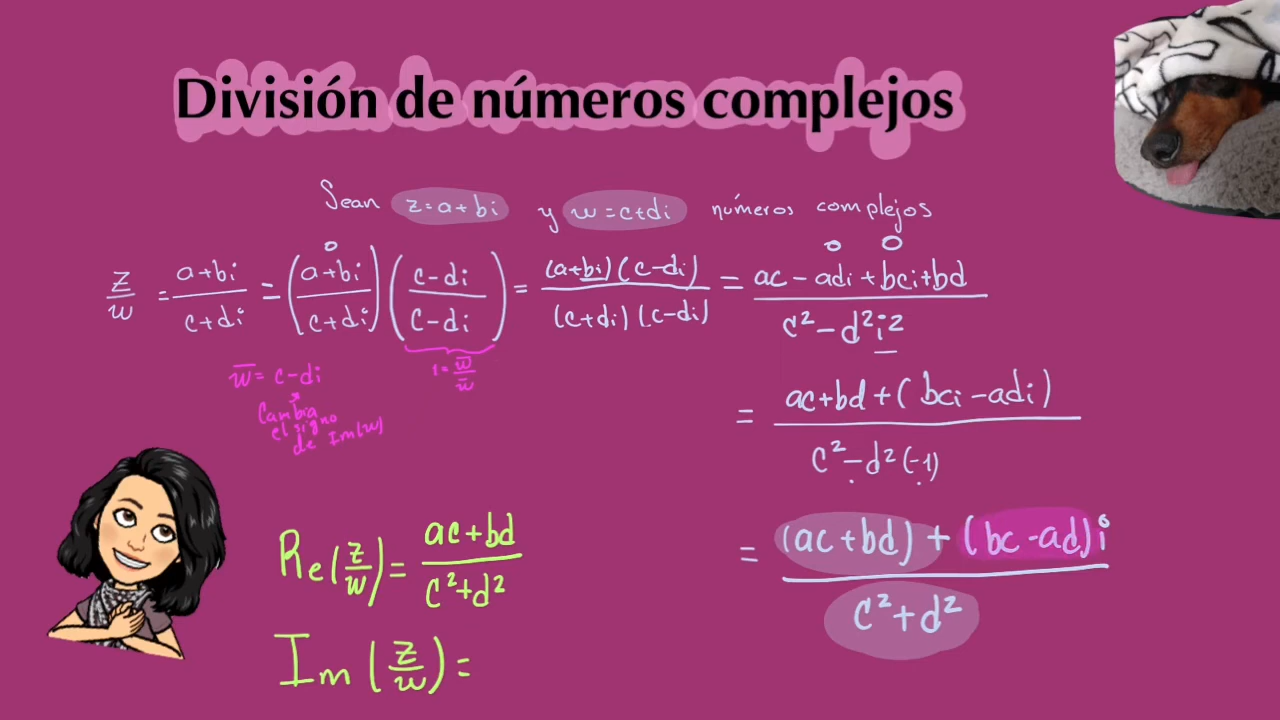 División de números complejos
Sean z=a+bi y w=c+di números complejos
z/w = (a+bi)/(c+di) = ((a+bi)/(c+di)) ((c-di)/(c-di)) = ((a+bi)(c-di))/((c+di)(c-di)) = (ac-adi+bci+bd)/(c²-d²i²)
1 = w̅/w̅
w̅ = c-di
Cambia
el signo
de Im(w)
= (ac+bd+(bci-adi))/(c²-d²(-1))
= ((ac+bd)+(bc-ad)i)/(c²+d²)
Re(z/w) = (ac+bd)/(c²+d²)
Im(z/w) =